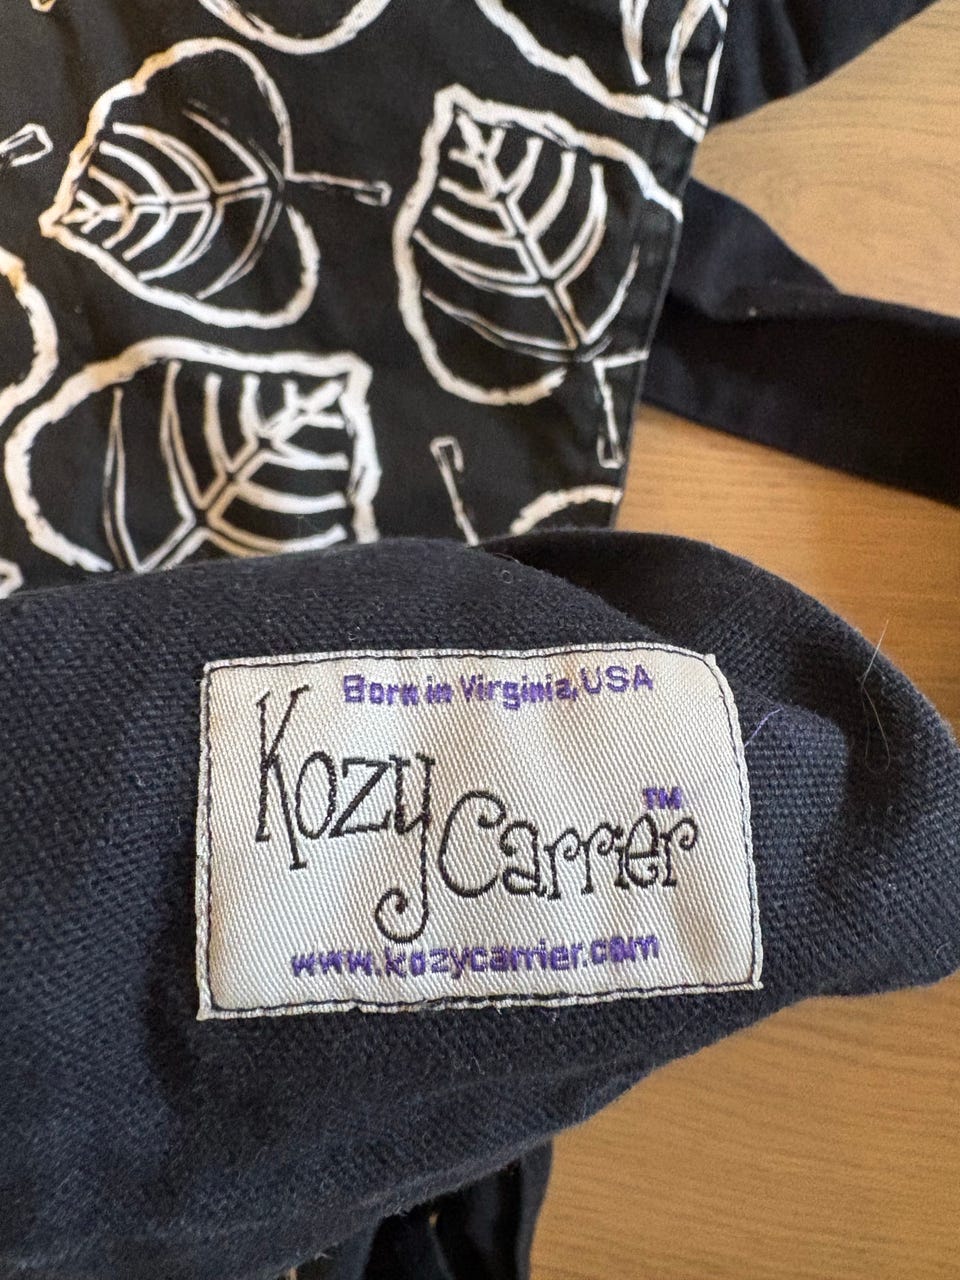 Born in Virginia, USA
Kozy
Carrier™
www.kozycarrier.com